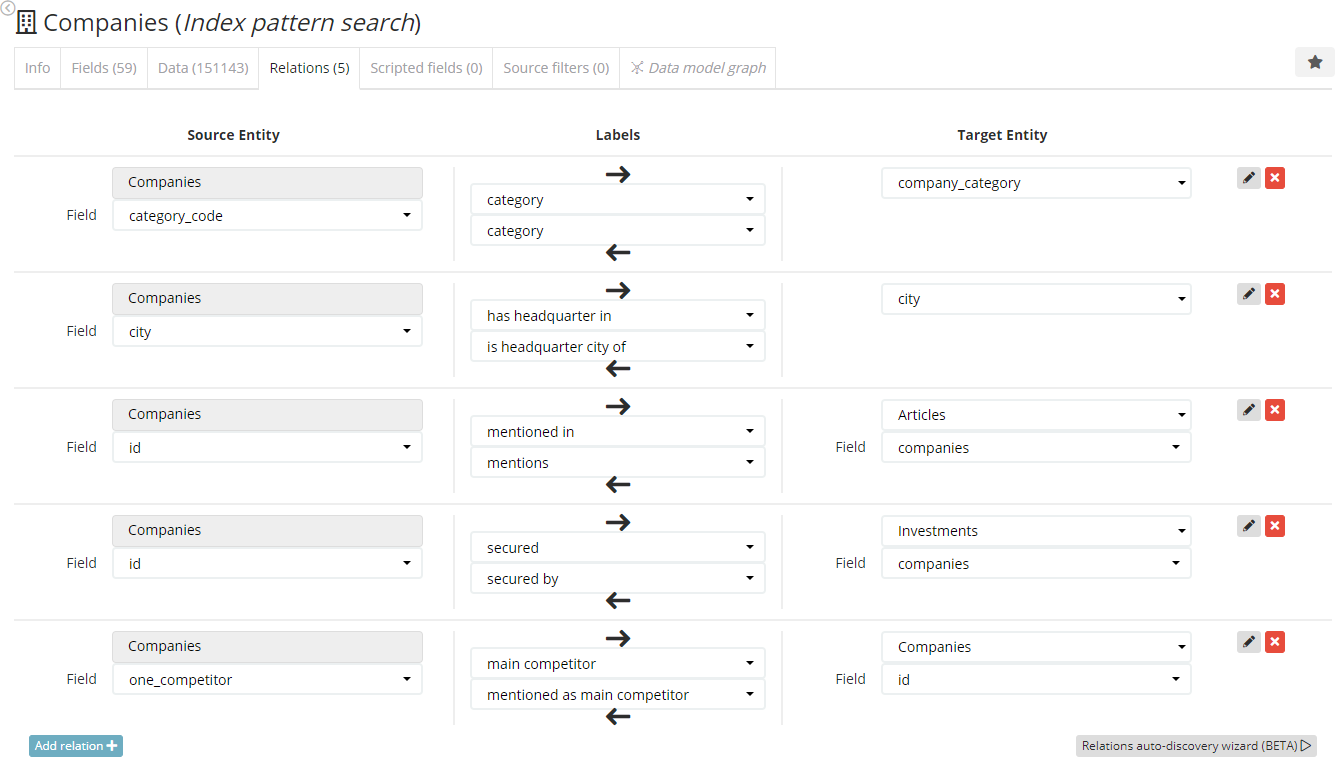 Companies (Index pattern search)
Info Fields (59) Data (151143) Relations (5) Scripted fields (0) Source filters (0) Data model graph
Source Entity Labels Target Entity
Companies
category company_category
Field category_code
category
Companies
has headquarter in city
Field city
is headquarter city of
Companies
mentioned in Articles
Field id Field companies
mentions
Companies
secured Investments
Field id Field companies
secured by
Companies
main competitor Companies
Field one_competitor Field id
mentioned as main competitor
Add relation Relations auto-discovery wizard (BETA)